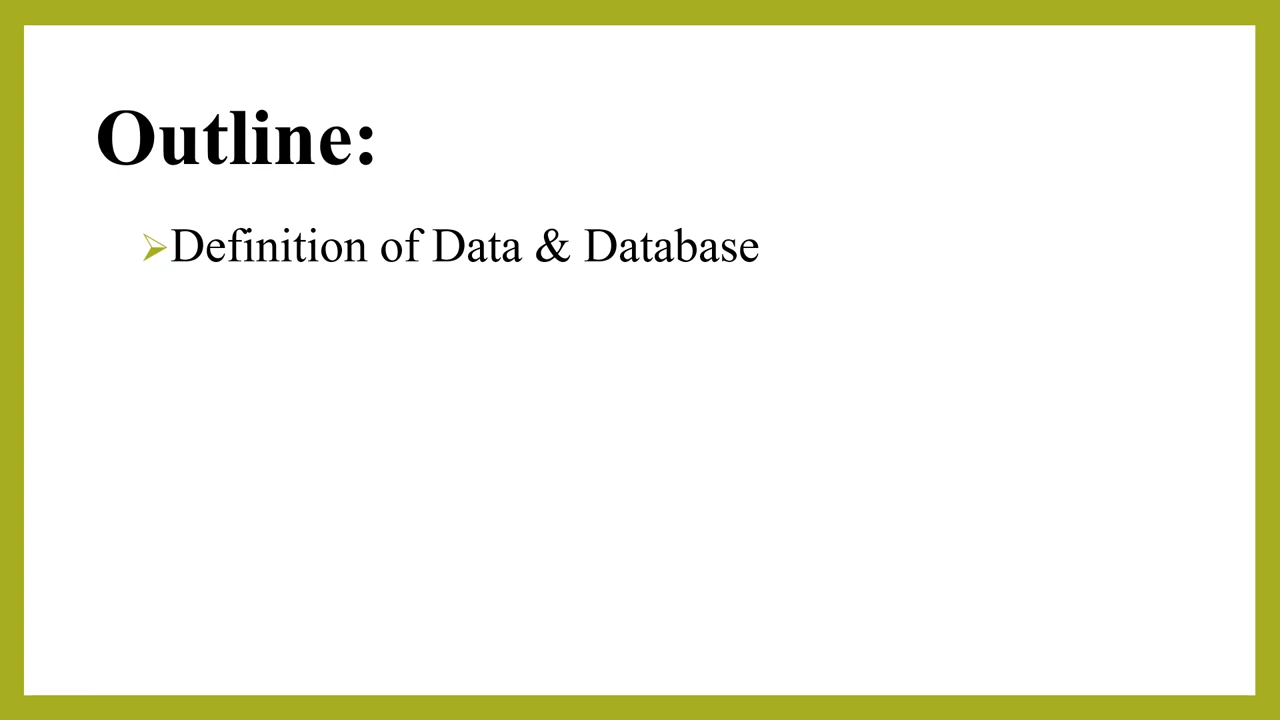 Outline:
➢Definition of Data & Database